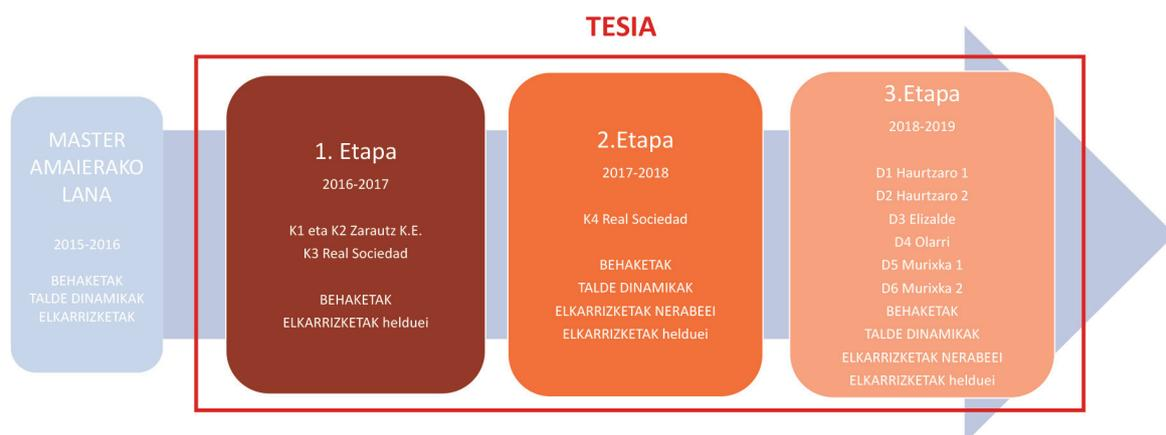 TESIA
MASTER
AMAIERAKO
LANA
2015-2016
BEHAKETAK
TALDE DINAMIKAK
ELKARRIZKETAK
1. Etapa
2016-2017
K1 eta K2 Zarautz K.E.
K3 Real Sociedad
BEHAKETAK
ELKARRIZKETAK helduei
2.Etapa
2017-2018
K4 Real Sociedad
BEHAKETAK
TALDE DINAMIKAK
ELKARRIZKETAK NERABEEI
ELKARRIZKETAK helduei
3.Etapa
2018-2019
D1 Haurtzaro 1
D2 Haurtzaro 2
D3 Elizalde
D4 Olarri
D5 Murixka 1
D6 Murixka 2
BEHAKETAK
TALDE DINAMIKAK
ELKARRIZKETAK NERABEEI
ELKARRIZKETAK helduei